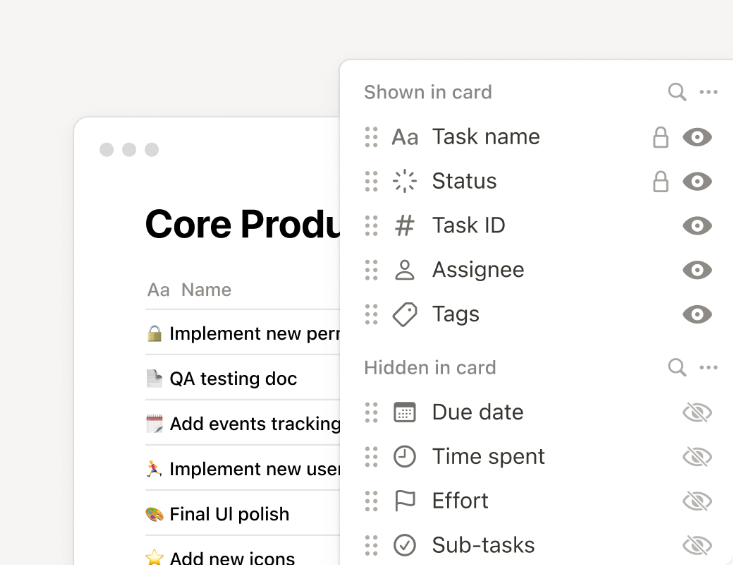 Shown in card
Aa Task name
Status
# Task ID
Assignee
Tags
Hidden in card
Due date
Time spent
Effort
Sub-tasks
Core Produ
Aa Name
Implement new perr
QA testing doc
Add events tracking
Implement new user
Final UI polish
Add new icons